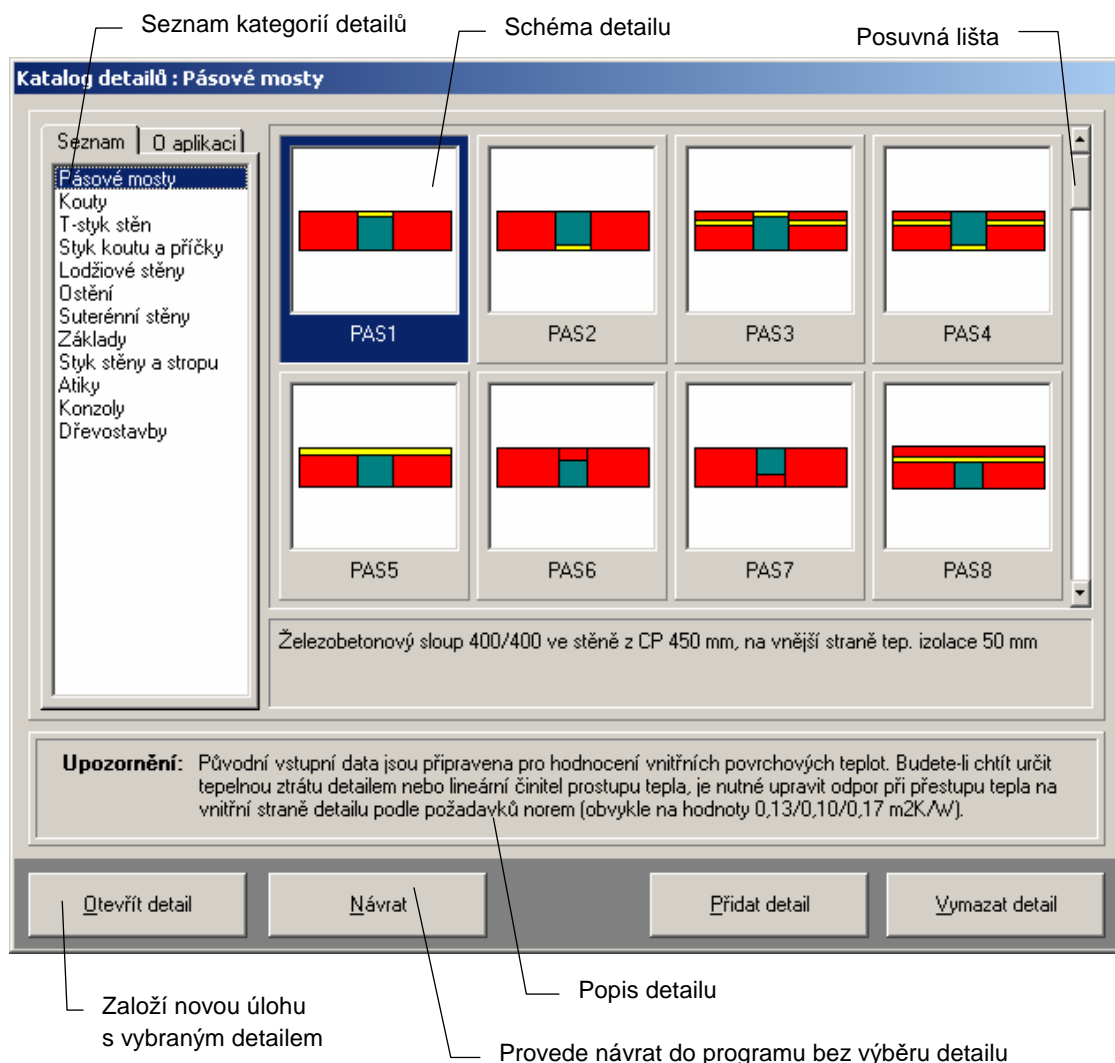 Seznam kategorií detailů
Schéma detailu
Posuvná lišta
Katalog detailů : Pásové mosty
Seznam
O aplikaci
Pásové mosty
Kouty
T-styk stěn
Styk koutu a příčky
Lodžiové stěny
Ostění
Suterénní stěny
Základy
Styk stěny a stropu
Atiky
Konzoly
Dřevostavby
PAS1
PAS2
PAS3
PAS4
PAS5
PAS6
PAS7
PAS8
Železobetonový sloup 400/400 ve stěně z CP 450 mm, na vnější straně tep. izolace 50 mm
Upozornění: Původní vstupní data jsou připravena pro hodnocení vnitřních povrchových teplot. Budete-li chtít určit
tepelnou ztrátu detailem nebo lineární činitel prostupu tepla, je nutné upravit odpor při přestupu tepla na
vnitřní straně detailu podle požadavků norem (obvykle na hodnoty 0,13/0,10/0,17 m2K/W).
Otevřít detail
Návrat
Přidat detail
Vymazat detail
Založí novou úlohu
s vybraným detailem
Popis detailu
Provede návrat do programu bez výběru detailu